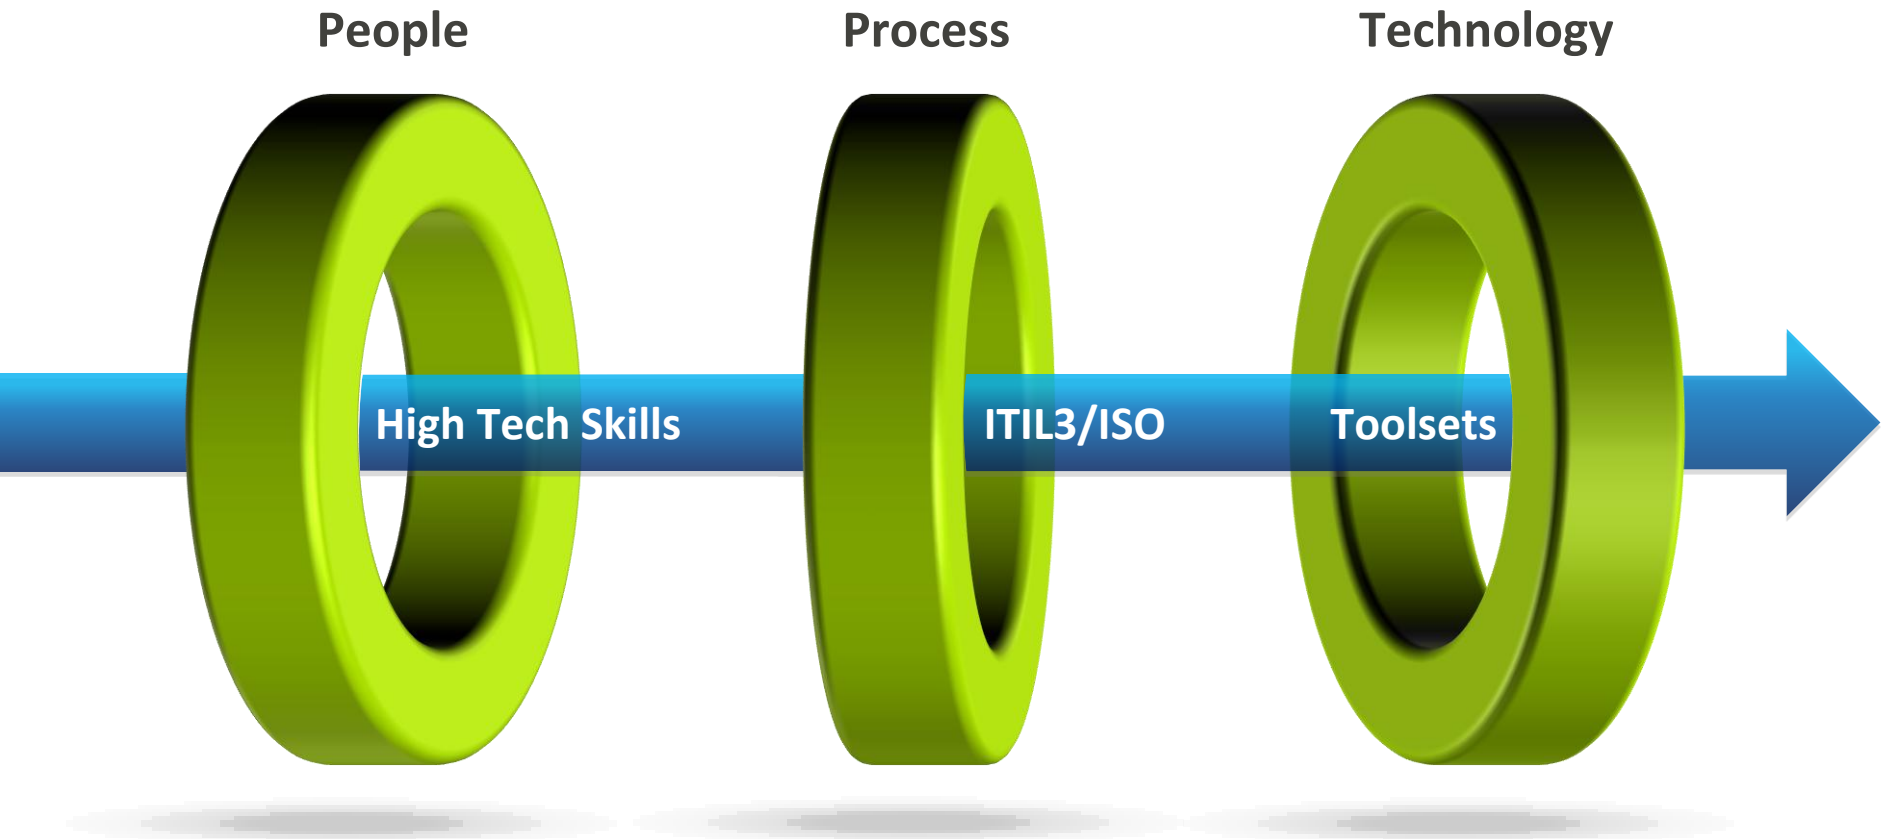 People
Process
Technology
High Tech Skills
ITIL3/ISO
Toolsets